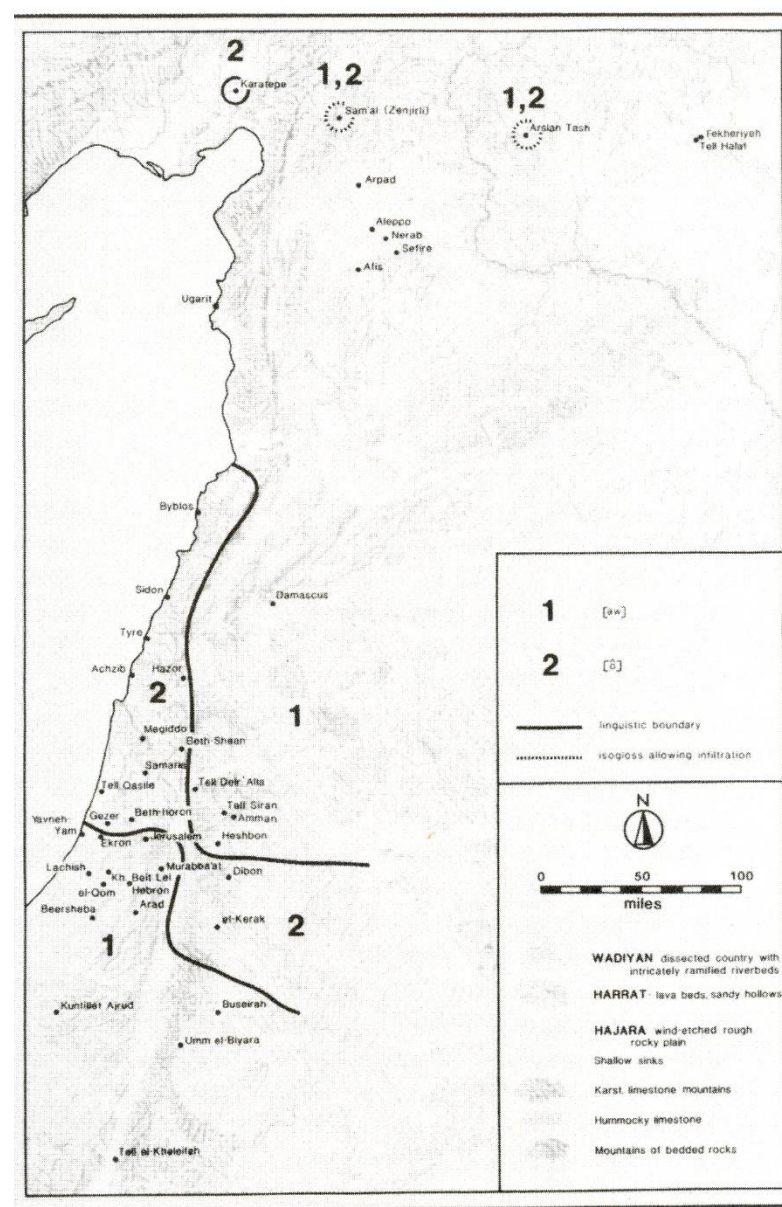 2
Karatepe
1,2
Sam'al (Zenjirli)
1,2
Arslan Tash
Fekheriyeh
Tell Halaf
Arpad
Aleppo
Nerab
Sefire
Afis
Ugarit
Byblos
Sidon
Damascus
Tyre
Achzib
Hazor
2
1
Megiddo
Beth-Shean
Samaria
Tell Qasile
Tell Deir 'Alla
Tell Siran
Amman
Yavneh-
Yam
Gezer
Beth-horon
Ekron
Jerusalem
Heshbon
Lachish
Kh. Beit Lei
Murabba'at
Dibon
el-Qom
Hebron
Beersheba
Arad
el-Kerak
1
2
Kuntillet Ajrud
Buseirah
Umm el-Biyara
Tell el-Kheleifeh
1 [aw]
2 [ô]
linguistic boundary
isogloss allowing infiltration
N
0 50 100
miles
WADIYAN dissected country with
intricately ramified riverbeds
HARRAT - lava beds, sandy hollows
HAJARA wind-etched rough
rocky plain
Shallow sinks
Karst, limestone mountains
Hummocky limestone
Mountains of bedded rocks